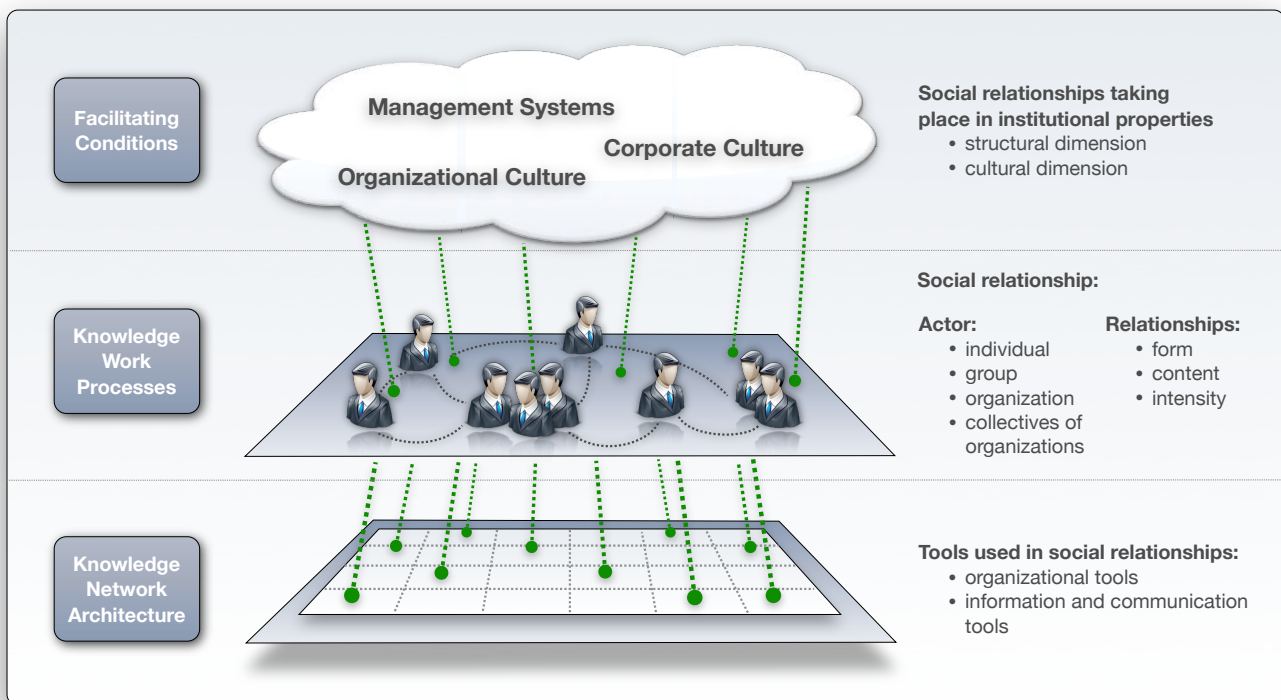 Facilitating
Conditions
Management Systems
Corporate Culture
Organizational Culture
Social relationships taking
place in institutional properties
• structural dimension
• cultural dimension
Knowledge
Work
Processes
Social relationship:
Actor:
• individual
• group
• organization
• collectives of
organizations
Relationships:
• form
• content
• intensity
Knowledge
Network
Architecture
Tools used in social relationships:
• organizational tools
• information and communication
tools